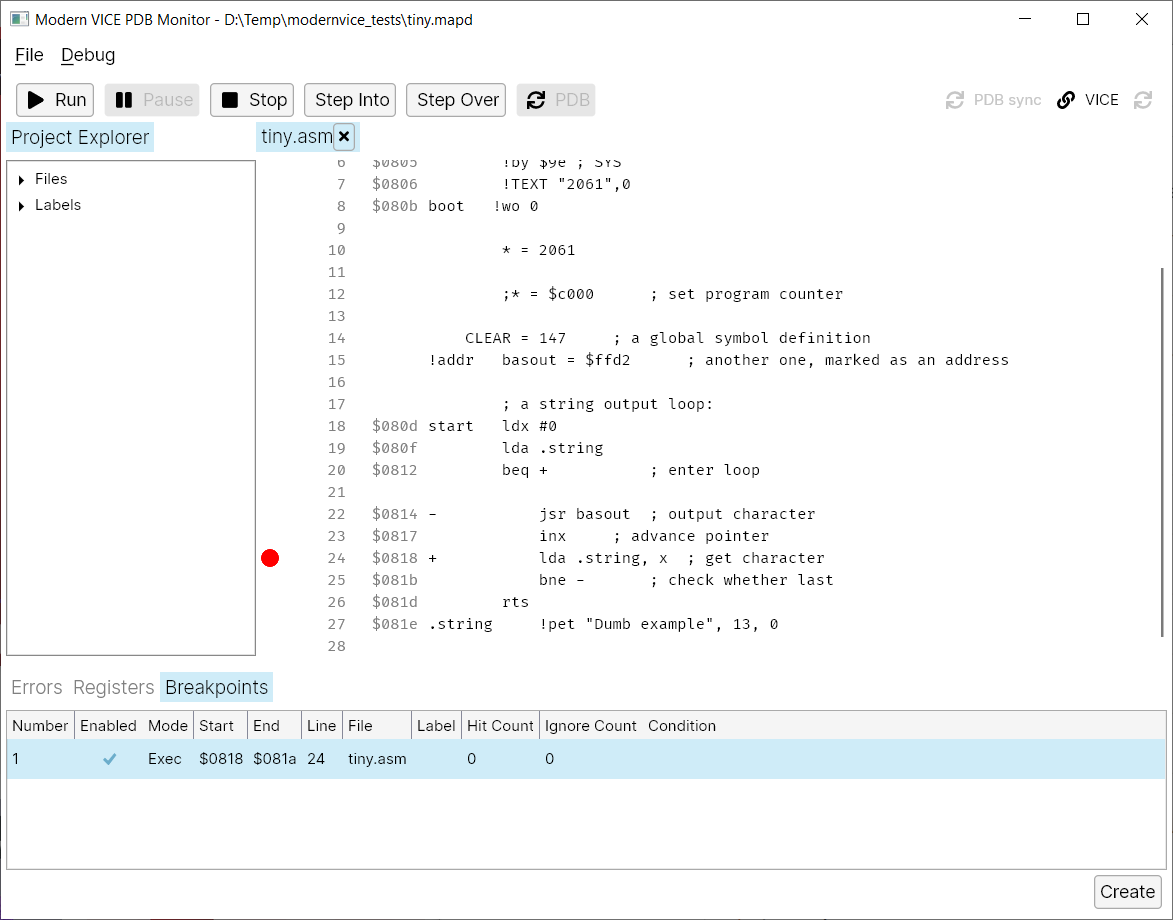 Modern VICE PDB Monitor - D:\Temp\modernvice_tests\tiny.mapd
File Debug
Run Pause Stop Step Into Step Over PDB PDB sync VICE
Project Explorer
Files
Labels
tiny.asm
6 $0805 !by $9e ; SYS
7 $0806 !TEXT "2061",0
8 $080b boot !wo 0
9
10 * = 2061
11
12 ;* = $c000 ; set program counter
13
14 CLEAR = 147 ; a global symbol definition
15 !addr basout = $ffd2 ; another one, marked as an address
16
17 ; a string output loop:
18 $080d start ldx #0
19 $080f lda .string
20 $0812 beq + ; enter loop
21
22 $0814 - jsr basout ; output character
23 $0817 inx ; advance pointer
24 $0818 + lda .string, x ; get character
25 $081b bne - ; check whether last
26 $081d rts
27 $081e .string !pet "Dumb example", 13, 0
28
Errors Registers Breakpoints
Number Enabled Mode Start End Line File Label Hit Count Ignore Count Condition
1 Exec $0818 $081a 24 tiny.asm 0 0
Create